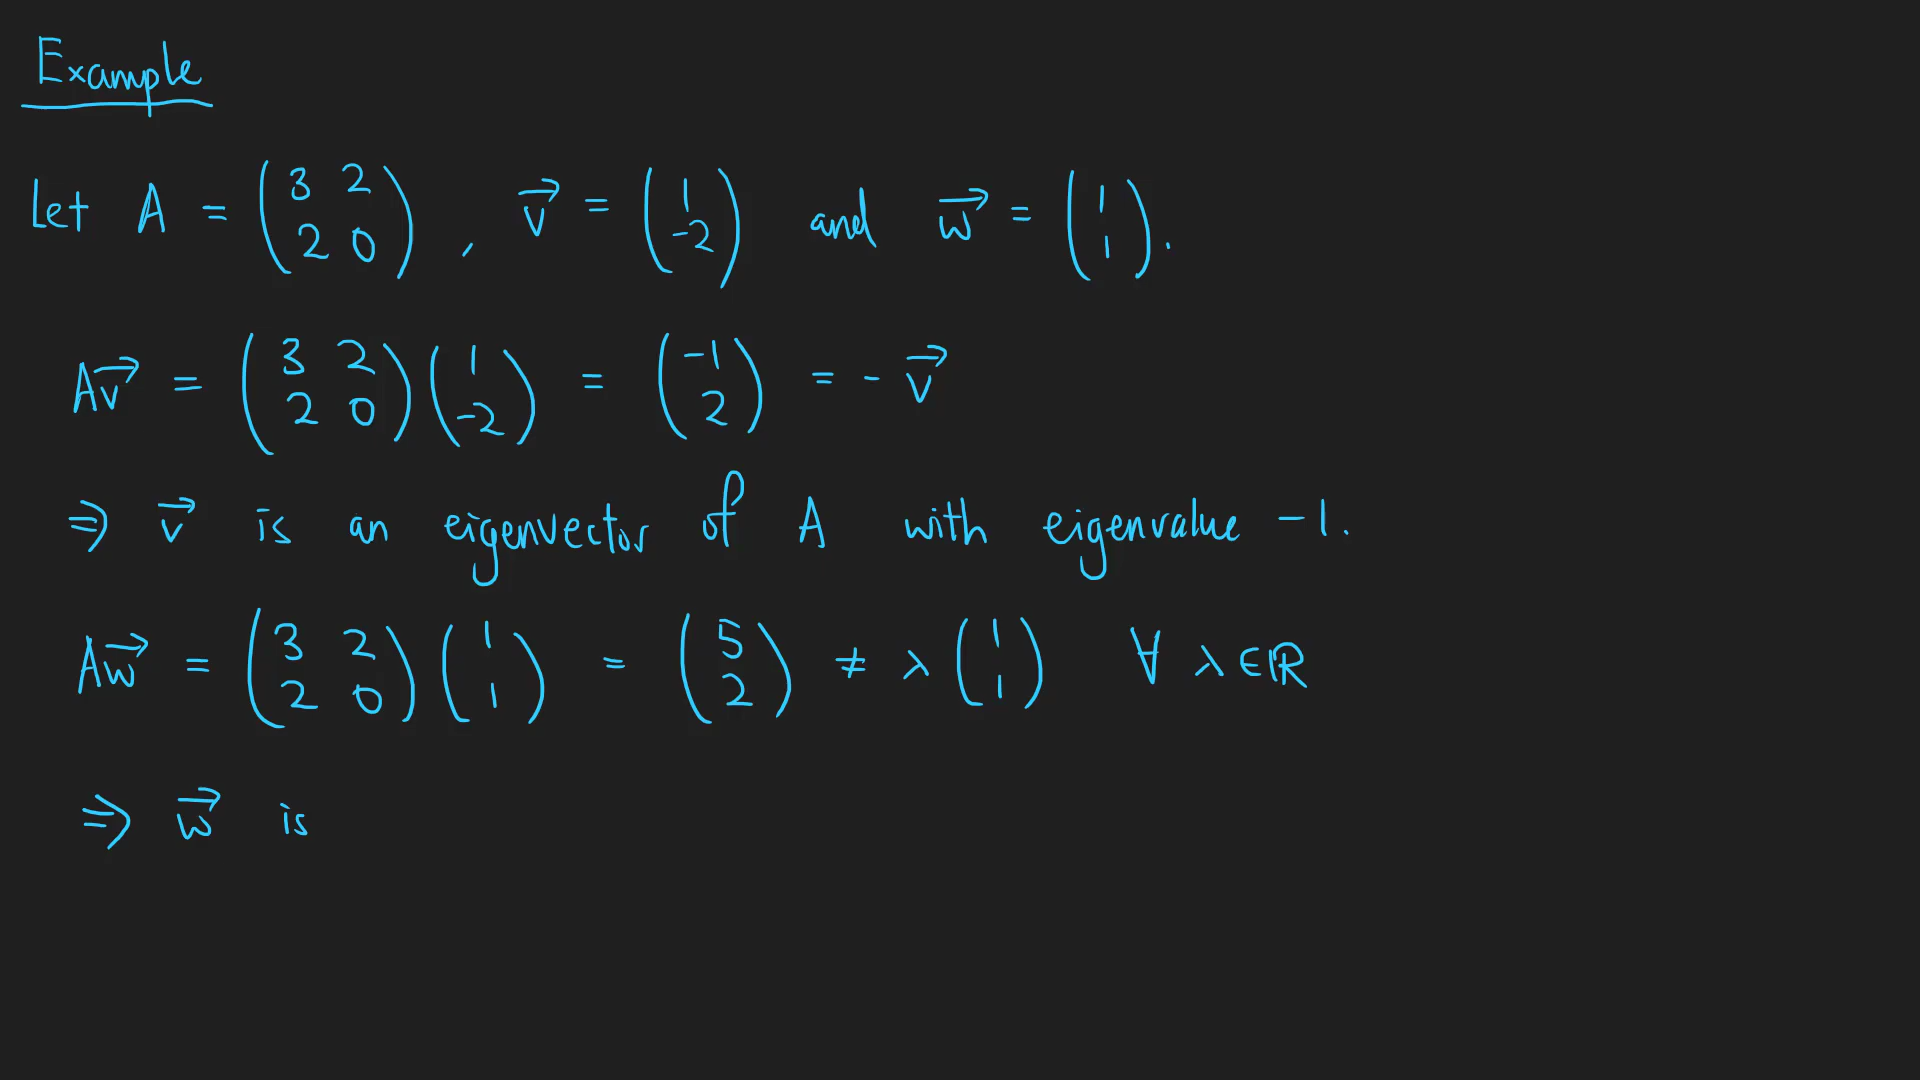 Example
Let A = (3 2 / 2 0), v⃗ = (1 / -2) and w⃗ = (1 / 1).
Av⃗ = (3 2 / 2 0)(1 / -2) = (-1 / 2) = -v⃗
⇒ v⃗ is an eigenvector of A with eigenvalue -1.
Aw⃗ = (3 2 / 2 0)(1 / 1) = (5 / 2) ≠ λ(1 / 1) ∀ λ∈ℝ
⇒ w⃗ is